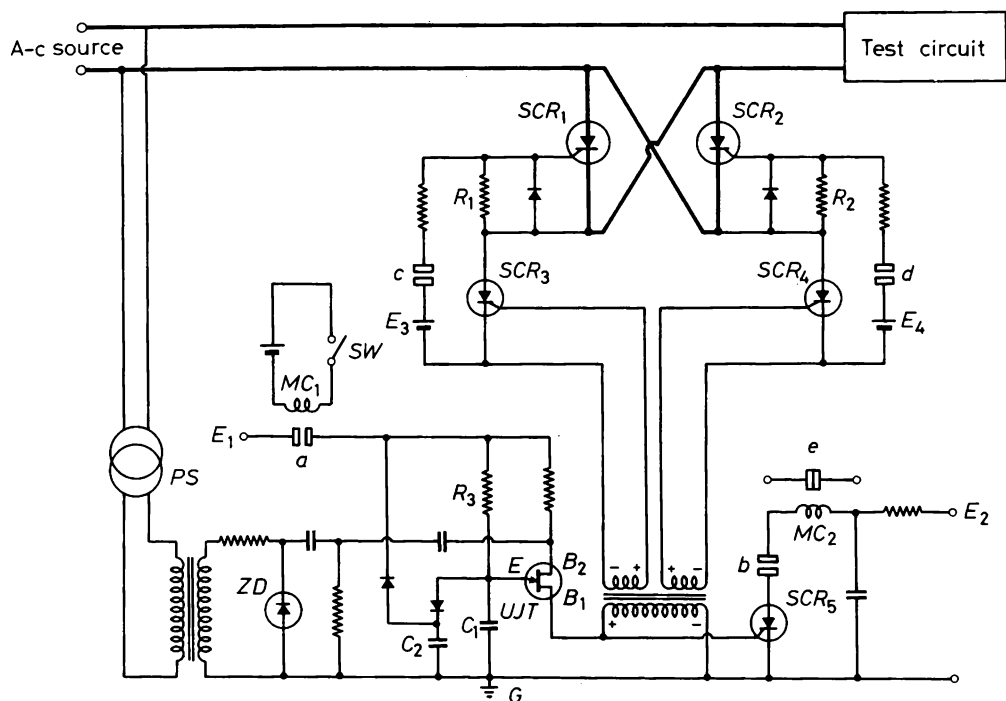 A-c source
Test circuit
SCR₁
SCR₂
R₁
R₂
c
SCR₃
SCR₄
d
E₃
E₄
SW
MC₁
E₁
a
e
PS
R₃
E₂
MC₂
B₂
b
E
ZD
B₁
UJT
SCR₅
C₁
C₂
G
- +
+ -
+ -